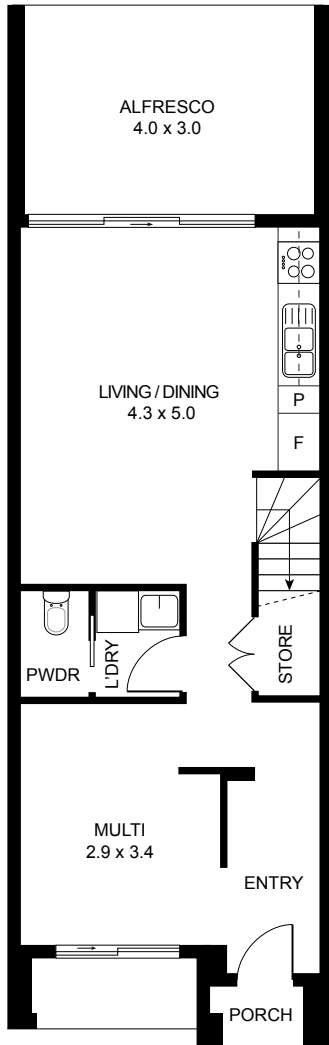 ALFRESCO
4.0 x 3.0
LIVING / DINING
4.3 x 5.0
P
F
PWDR
L'DRY
STORE
MULTI
2.9 x 3.4
ENTRY
PORCH